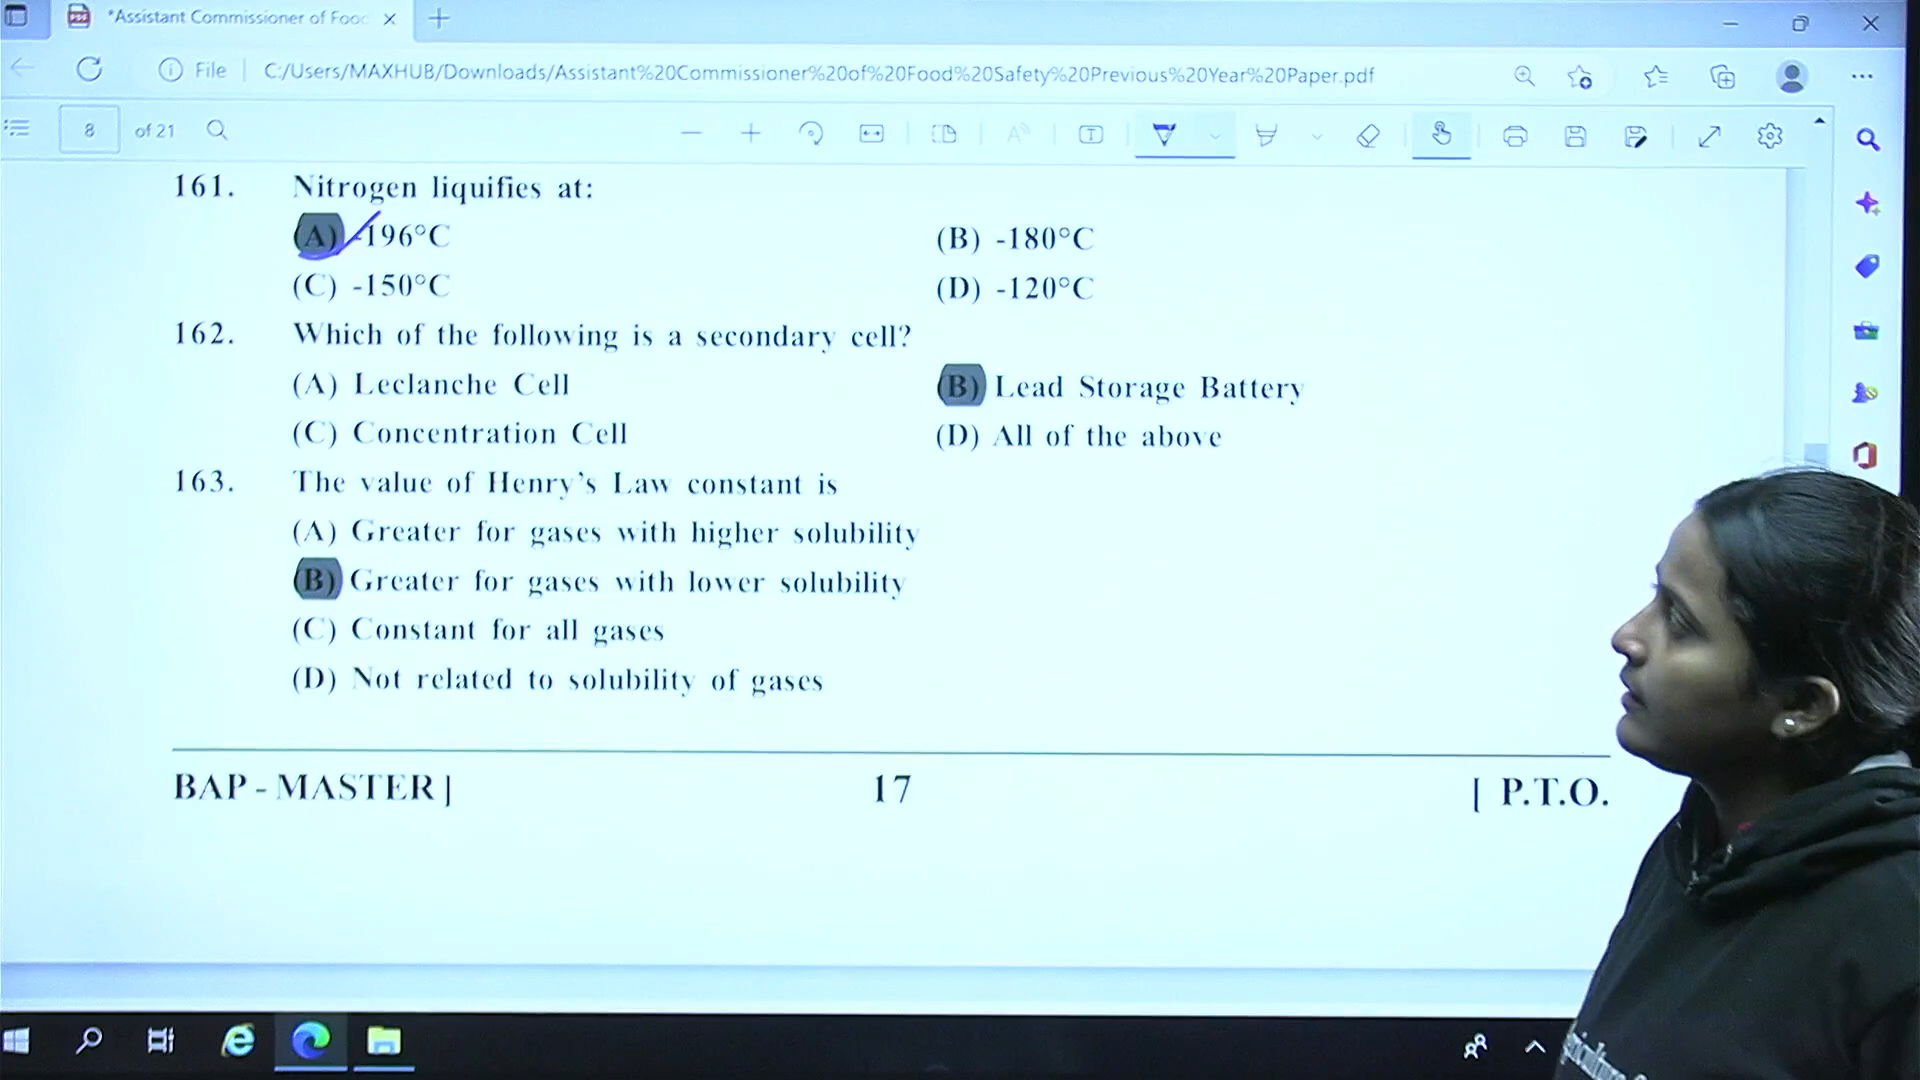 *Assistant Commissioner of Food
File C:/Users/MAXHUB/Downloads/Assistant%20Commissioner%20of%20Food%20Safety%20Previous%20Year%20Paper.pdf
8 of 21
161. Nitrogen liquifies at:
(A) -196°C (B) -180°C
(C) -150°C (D) -120°C
162. Which of the following is a secondary cell?
(A) Leclanche Cell (B) Lead Storage Battery
(C) Concentration Cell (D) All of the above
163. The value of Henry's Law constant is
(A) Greater for gases with higher solubility
(B) Greater for gases with lower solubility
(C) Constant for all gases
(D) Not related to solubility of gases
BAP - MASTER ] 17 [ P.T.O.